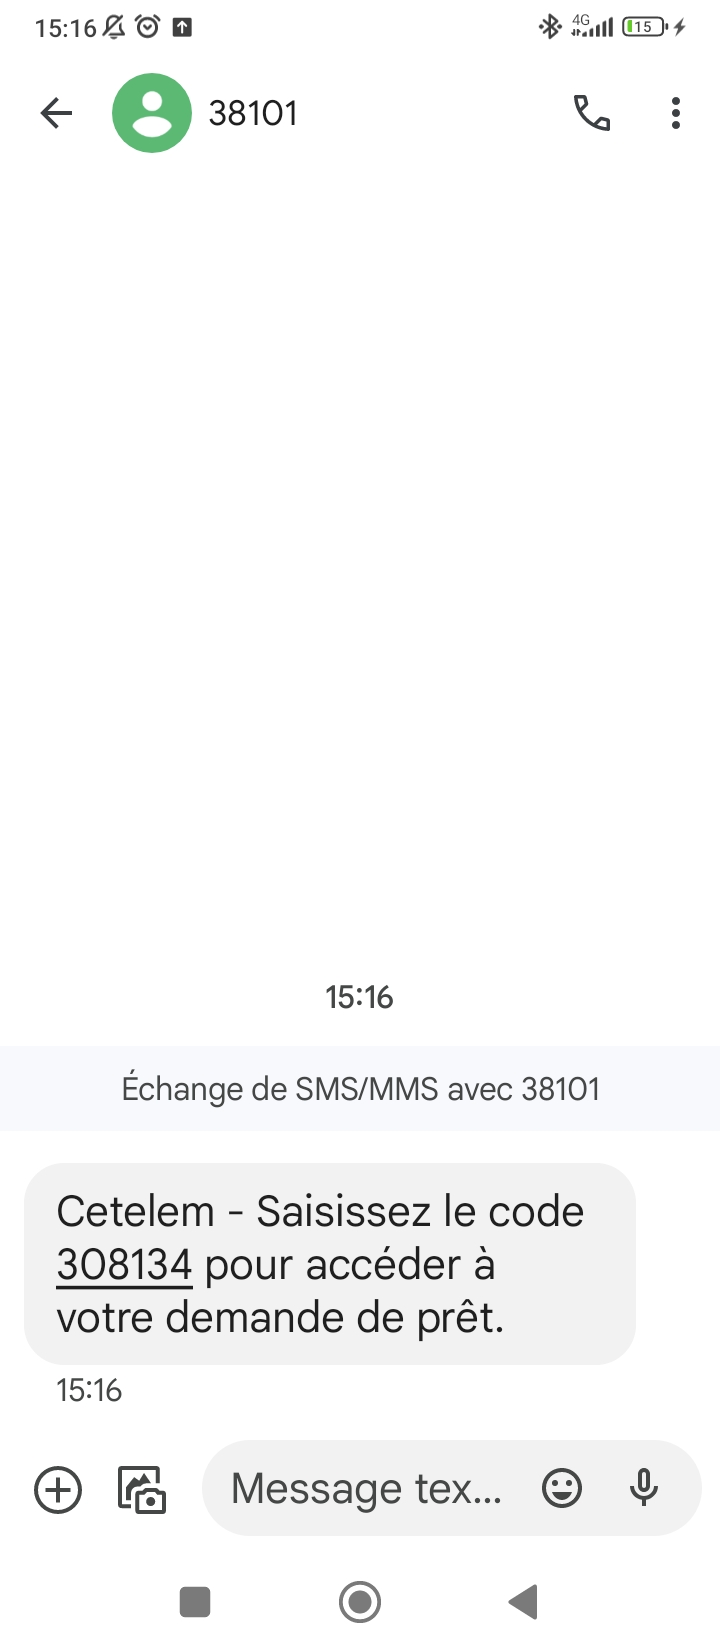 15:16
4G
15
38101
15:16
Échange de SMS/MMS avec 38101
Cetelem - Saisissez le code
308134 pour accéder à
votre demande de prêt.
15:16
Message tex...